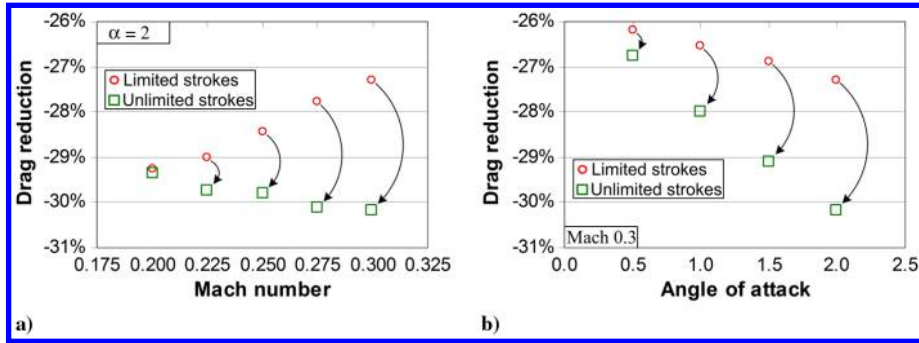 -26%
α = 2
-27%
Limited strokes
Unlimited strokes
-28%
-29%
-30%
-31%
0.175 0.200 0.225 0.250 0.275 0.300 0.325
Mach number
Drag reduction
a)
-26%
-27%
-28%
-29%
Limited strokes
Unlimited strokes
-30%
-31%
Mach 0.3
0.0 0.5 1.0 1.5 2.0 2.5
Angle of attack
Drag reduction
b)